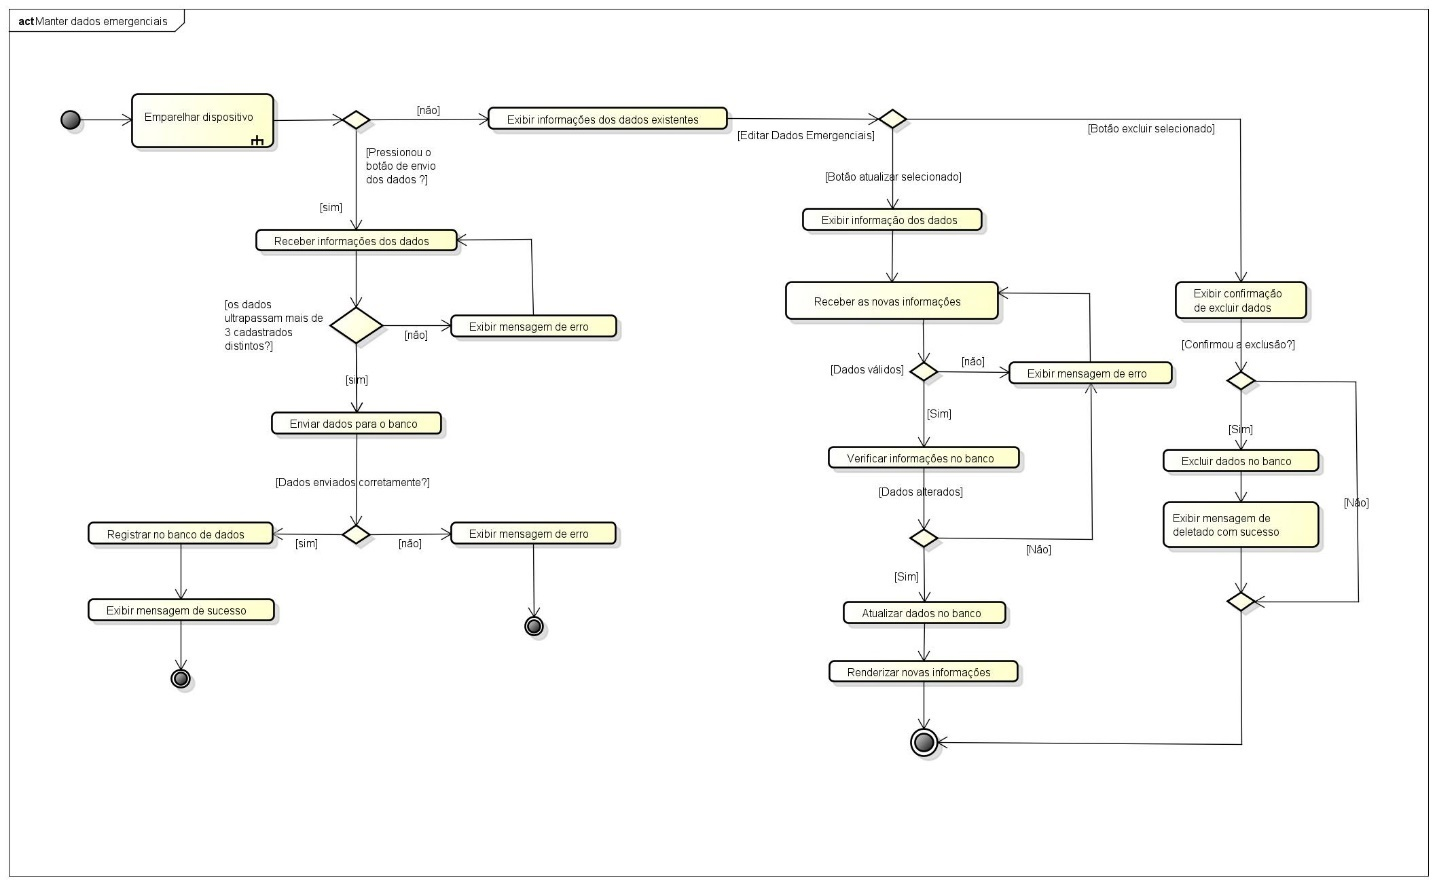 act Manter dados emergenciais
Emparelhar dispositivo
[não]
Exibir informações dos dados existentes
[Editar Dados Emergenciais]
[Botão excluir selecionado]
[Pressionou o
botão de envio
dos dados ?]
[sim]
[Botão atualizar selecionado]
Exibir informação dos dados
Receber informações dos dados
[os dados
ultrapassam mais de
3 cadastrados
distintos?]
[não]
Exibir mensagem de erro
[sim]
Enviar dados para o banco
[Dados enviados corretamente?]
Registrar no banco de dados
[sim]
[não]
Exibir mensagem de erro
Exibir mensagem de sucesso
Receber as novas informações
[Dados válidos]
[não]
Exibir mensagem de erro
[Sim]
Verificar informações no banco
[Dados alterados]
[Não]
[Sim]
Atualizar dados no banco
Renderizar novas informações
Exibir confirmação
de excluir dados
[Confirmou a exclusão?]
[Sim]
Excluir dados no banco
[Não]
Exibir mensagem de
deletado com sucesso